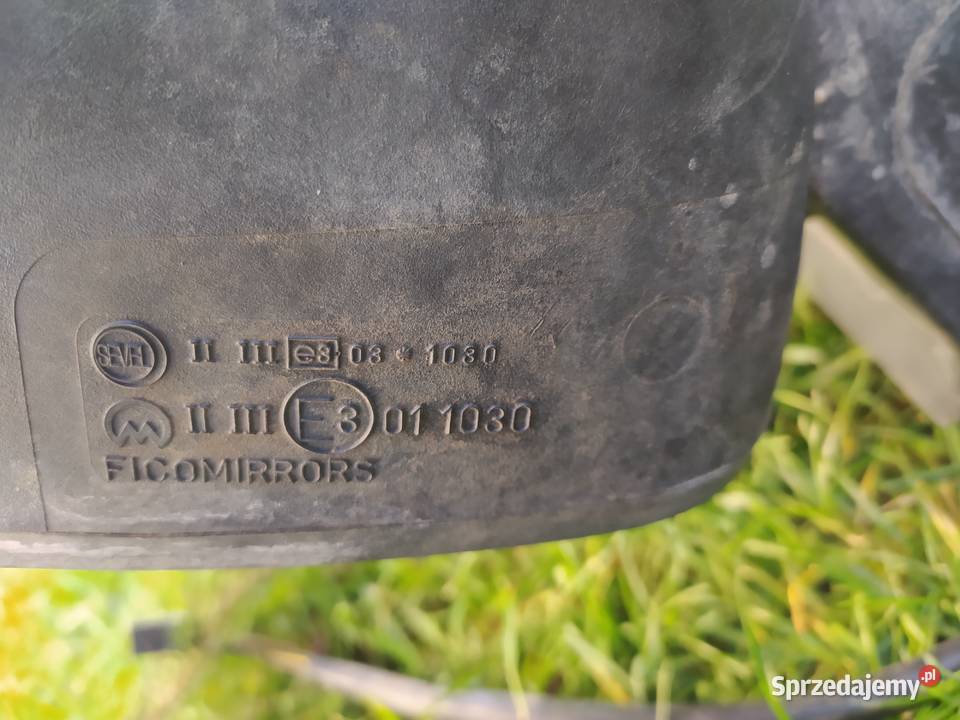 SEVEL II III e3 03 * 1030
M II III E3 01 1030
FICOMIRRORS
Sprzedajemy.pl